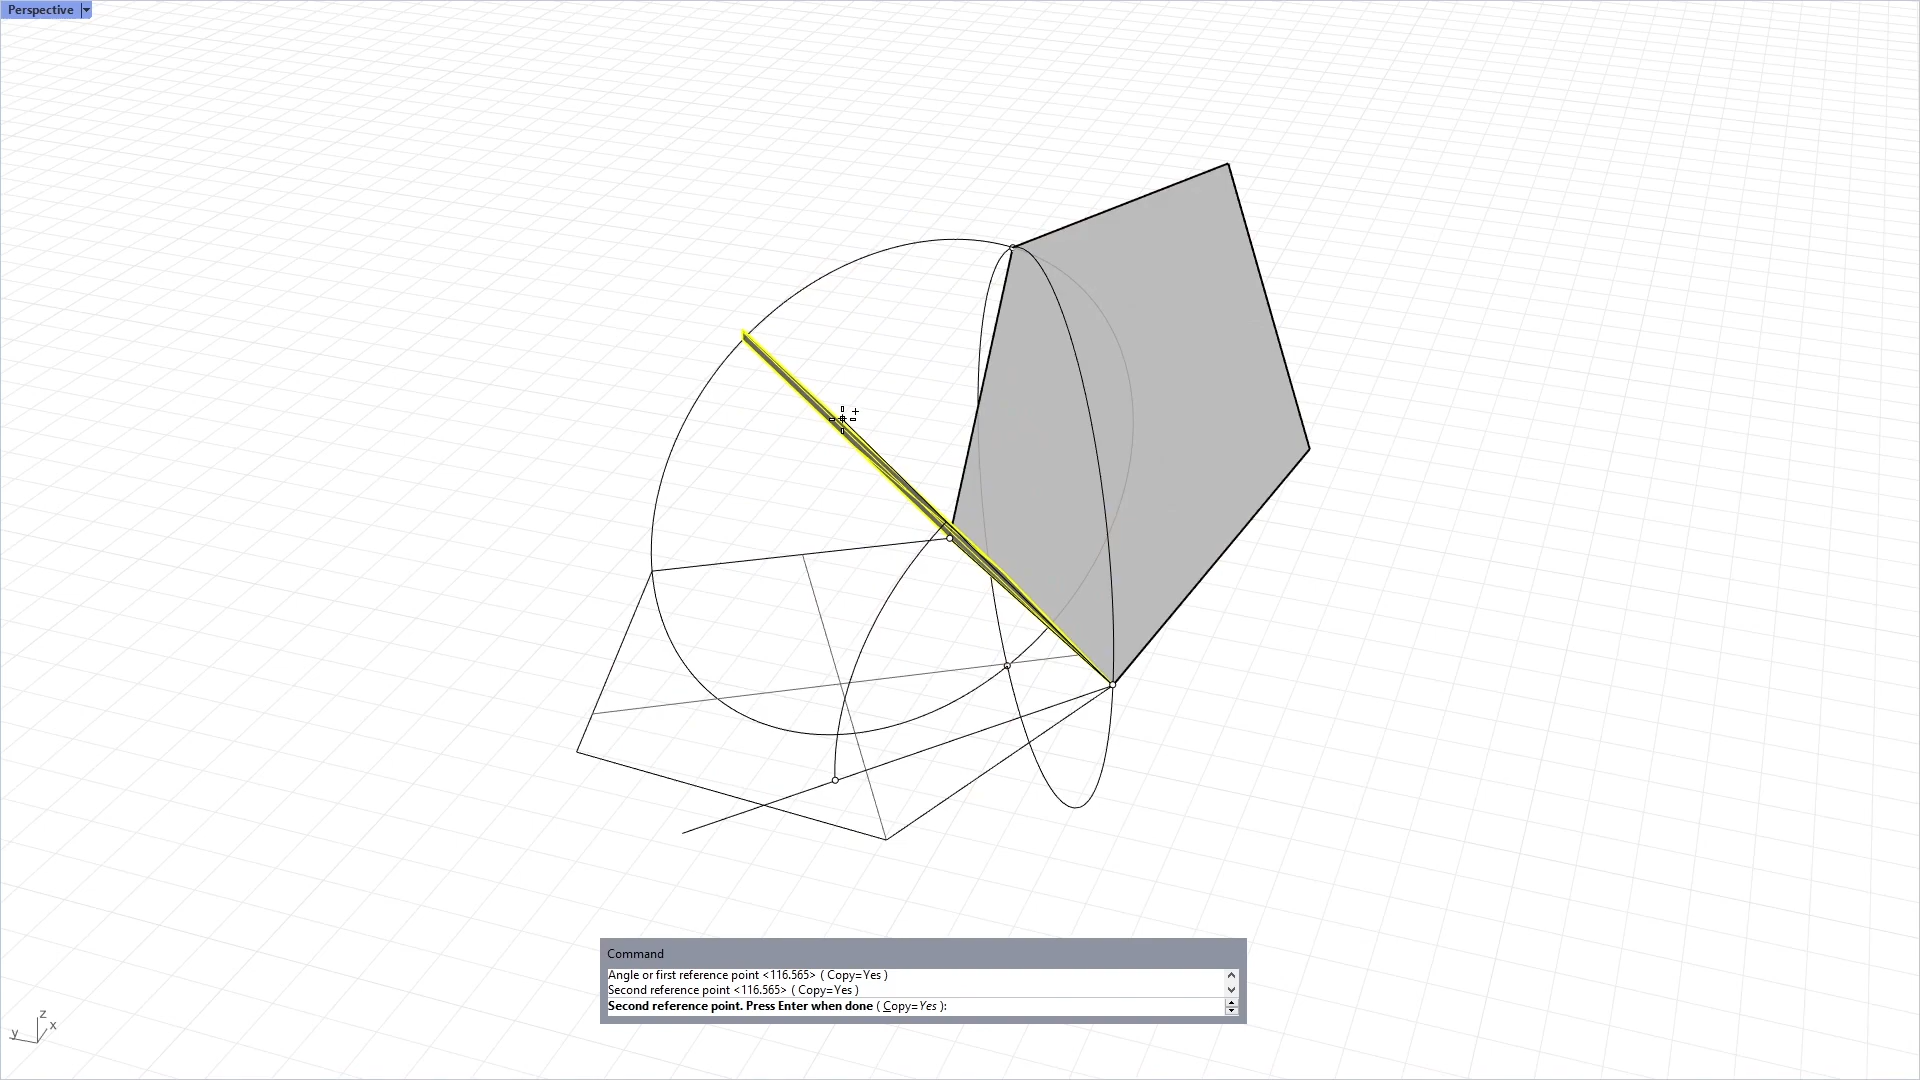 Perspective
Command
Angle or first reference point <116.565> ( Copy=Yes )
Second reference point <116.565> ( Copy=Yes )
Second reference point. Press Enter when done ( Copy=Yes ):
z
y
x